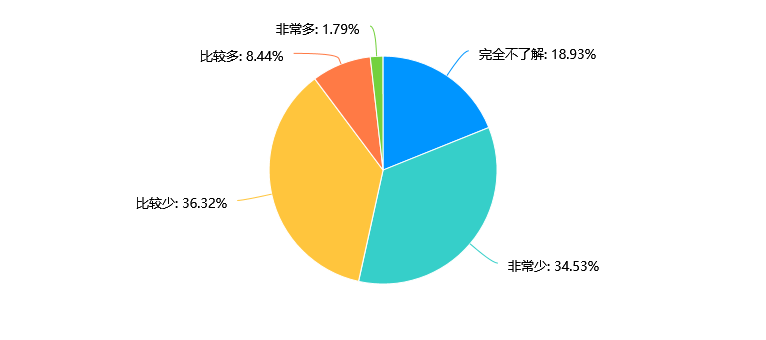 非常多: 1.79%
比较多: 8.44%
完全不了解: 18.93%
比较少: 36.32%
非常少: 34.53%